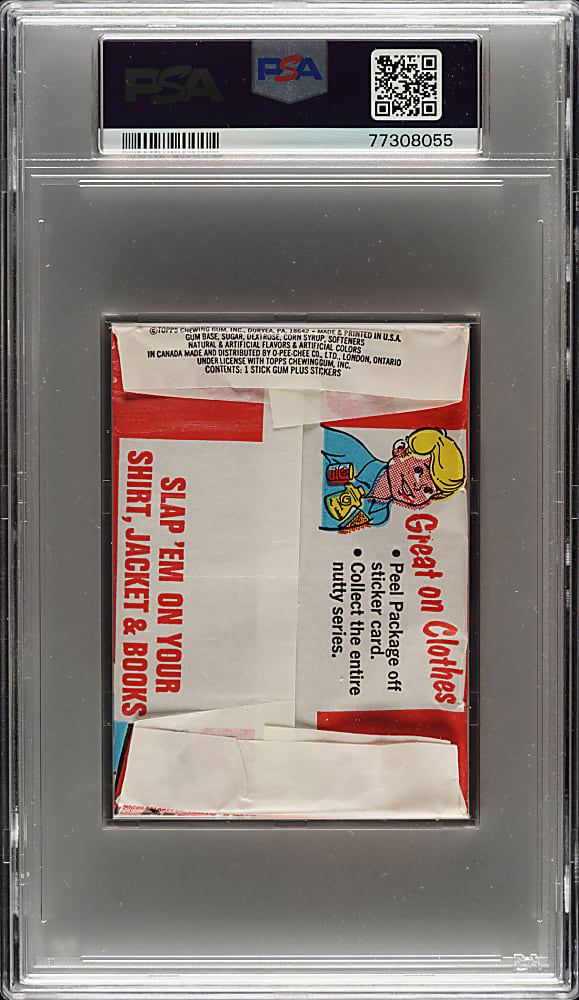 PSA
PSA
77308055
©TOPPS CHEWING GUM, INC., DURYEA, PA. 18642 – MADE & PRINTED IN U.S.A.
GUM BASE, SUGAR, DEXTROSE, CORN SYRUP, SOFTENERS
NATURAL & ARTIFICIAL FLAVORS & ARTIFICIAL COLORS
IN CANADA MADE AND DISTRIBUTED BY O-PEE-CHEE CO., LTD., LONDON, ONTARIO
UNDER LICENSE WITH TOPPS CHEWING GUM, INC.
CONTENTS: 1 STICK GUM PLUS STICKERS
Great on Clothes
• Peel Package off
sticker card.
• Collect the entire
nutty series.
SLAP 'EM ON YOUR
SHIRT, JACKET & BOOKS
PSA